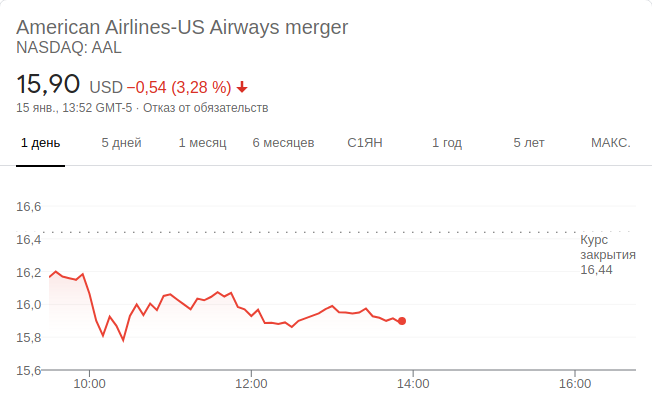 American Airlines-US Airways merger
NASDAQ: AAL
15,90 USD −0,54 (3,28 %)
15 янв., 13:52 GMT-5 · Отказ от обязательств
1 день 5 дней 1 месяц 6 месяцев С1ЯН 1 год 5 лет МАКС.
16,6
16,4
16,2
16,0
15,8
15,6
Курс
закрытия
16,44
10:00 12:00 14:00 16:00